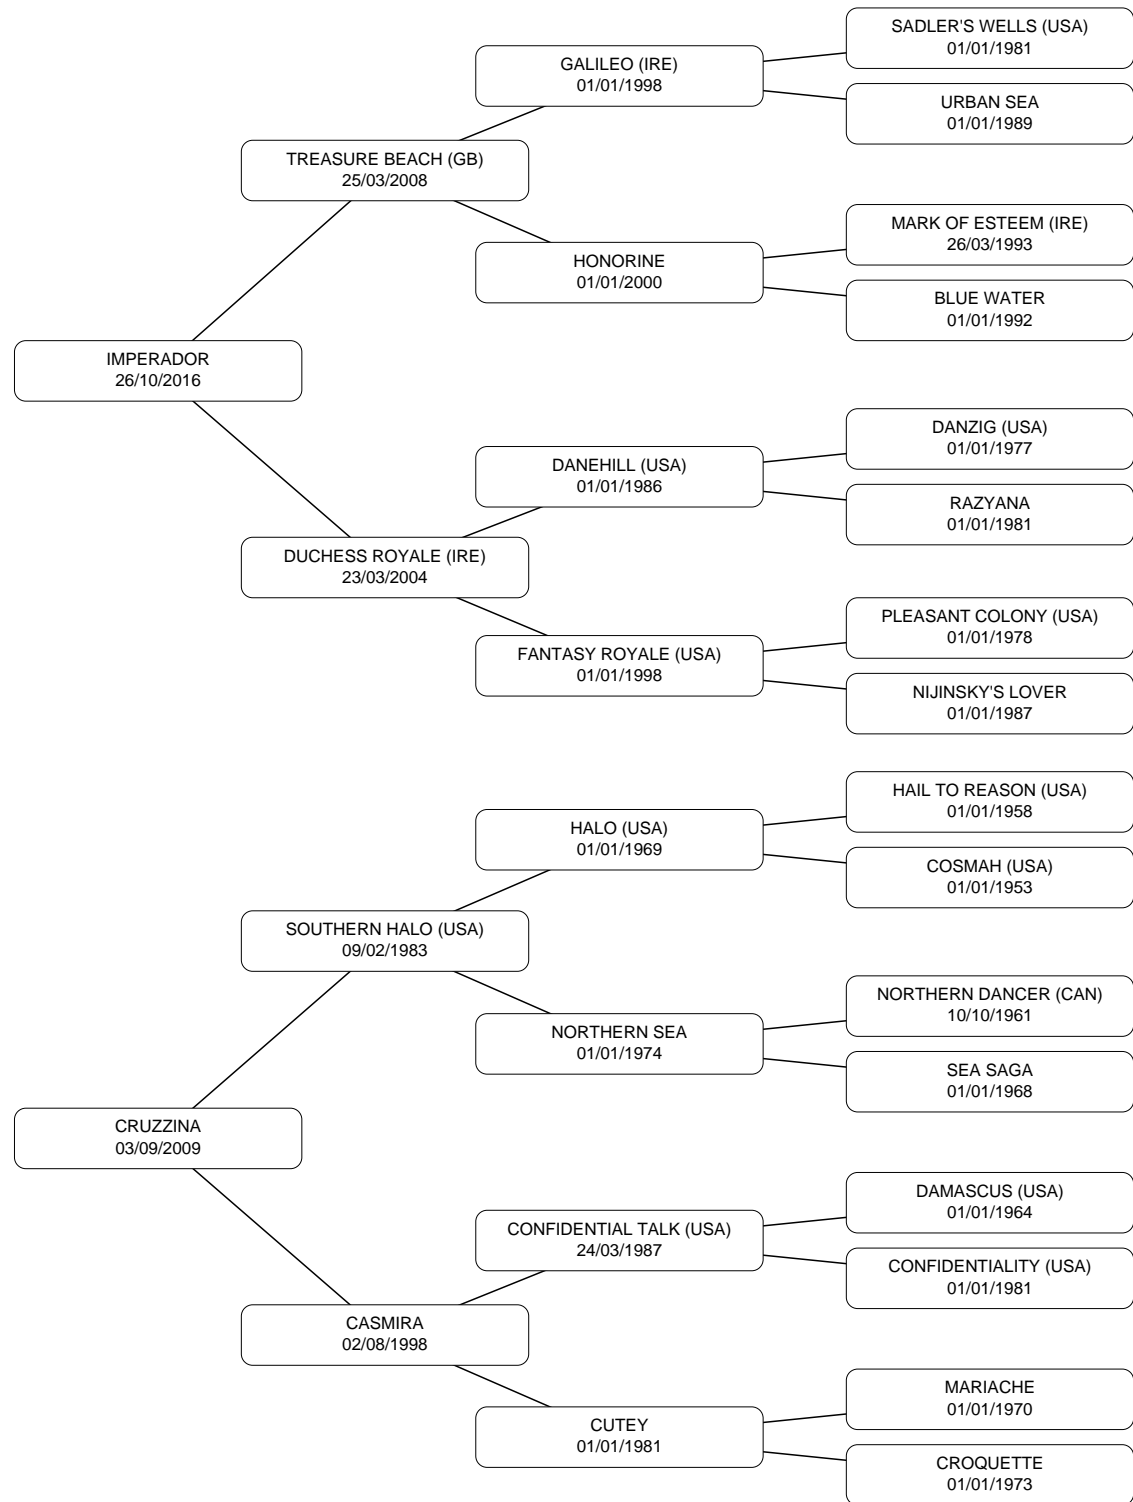 SADLER'S WELLS (USA)
01/01/1981
GALILEO (IRE)
01/01/1998
URBAN SEA
01/01/1989
TREASURE BEACH (GB)
25/03/2008
MARK OF ESTEEM (IRE)
26/03/1993
HONORINE
01/01/2000
BLUE WATER
01/01/1992
IMPERADOR
26/10/2016
DANZIG (USA)
01/01/1977
DANEHILL (USA)
01/01/1986
RAZYANA
01/01/1981
DUCHESS ROYALE (IRE)
23/03/2004
PLEASANT COLONY (USA)
01/01/1978
FANTASY ROYALE (USA)
01/01/1998
NIJINSKY'S LOVER
01/01/1987
HAIL TO REASON (USA)
01/01/1958
HALO (USA)
01/01/1969
COSMAH (USA)
01/01/1953
SOUTHERN HALO (USA)
09/02/1983
NORTHERN DANCER (CAN)
10/10/1961
NORTHERN SEA
01/01/1974
SEA SAGA
01/01/1968
CRUZZINA
03/09/2009
DAMASCUS (USA)
01/01/1964
CONFIDENTIAL TALK (USA)
24/03/1987
CONFIDENTIALITY (USA)
01/01/1981
CASMIRA
02/08/1998
MARIACHE
01/01/1970
CUTEY
01/01/1981
CROQUETTE
01/01/1973